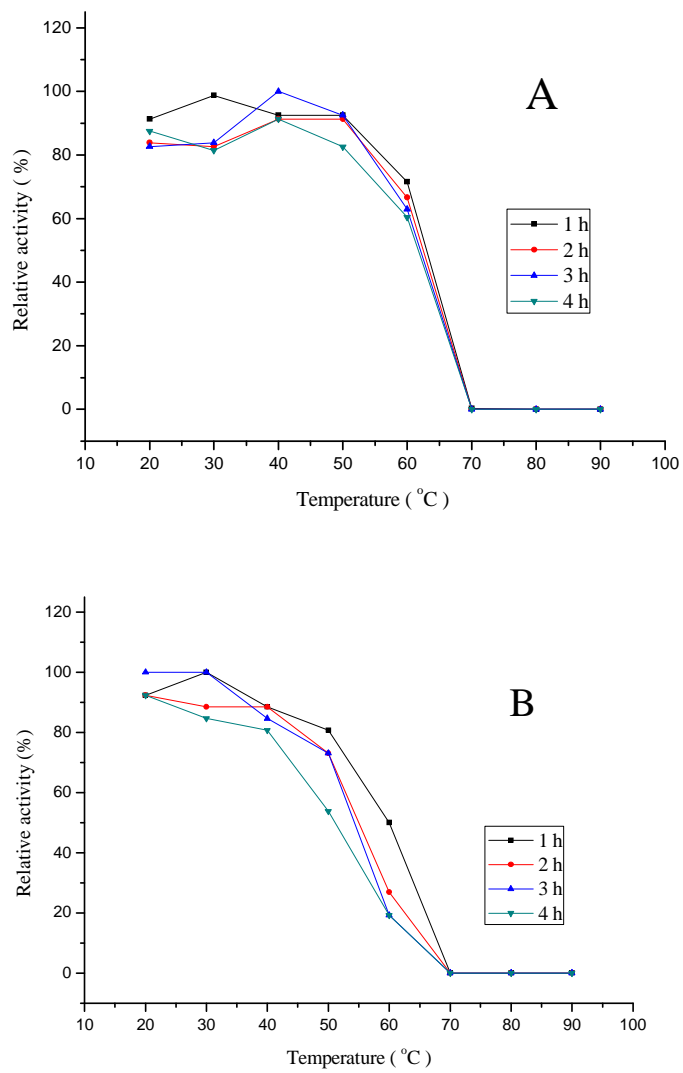 120
100
80
60
40
20
0
Relative activity ( % )
A
1 h
2 h
3 h
4 h
10 20 30 40 50 60 70 80 90 100
Temperature ( °C )
120
100
80
60
40
20
0
Relative activity (%)
B
1 h
2 h
3 h
4 h
10 20 30 40 50 60 70 80 90 100
Temperature ( °C )